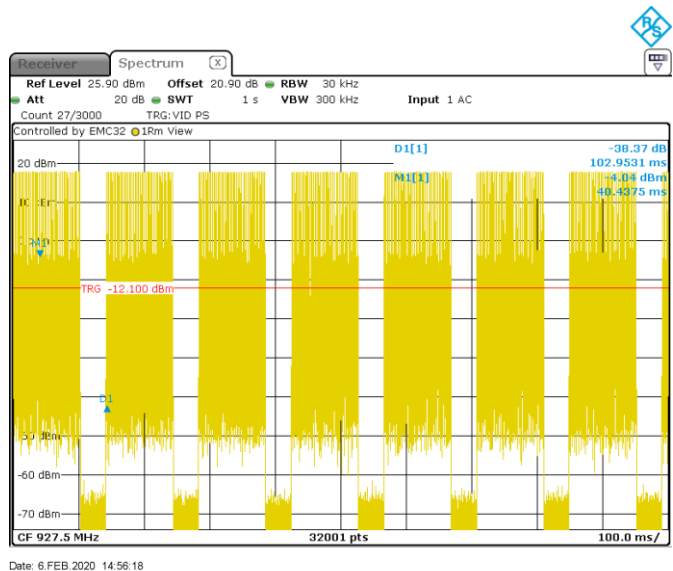 R&S
Receiver Spectrum X
Ref Level 25.90 dBm Offset 20.90 dB RBW 30 kHz
Att 20 dB SWT 1 s VBW 300 kHz Input 1 AC
Count 27/3000 TRG:VID PS
Controlled by EMC32 1Rm View
D1[1] -38.37 dB
102.9531 ms
20 dBm
M1[1] -4.04 dBm
40.4375 ms
M1
TRG -12.100 dBm
D1
-60 dBm
-70 dBm
CF 927.5 MHz 32001 pts 100.0 ms/
Date: 6.FEB.2020 14:56:18